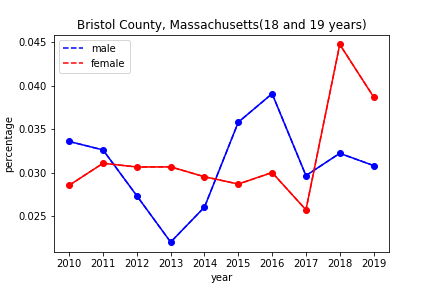 Bristol County, Massachusetts(18 and 19 years)
male
female
0.045
0.040
0.035
0.030
0.025
percentage
2010 2011 2012 2013 2014 2015 2016 2017 2018 2019
year